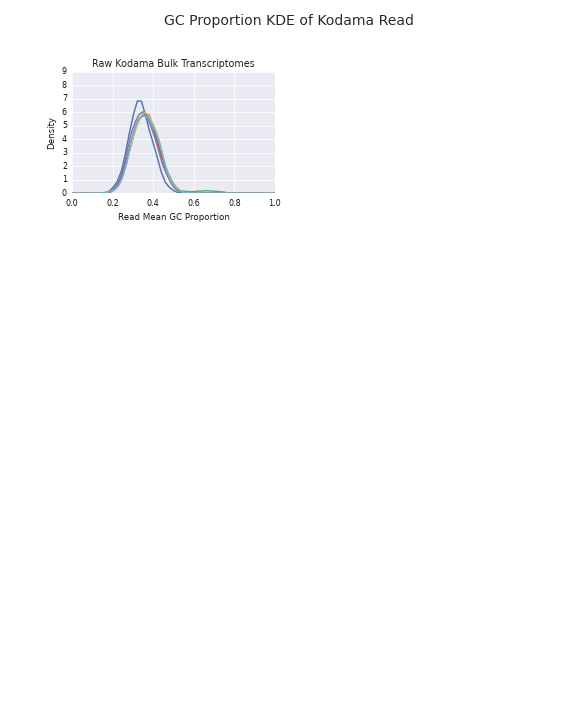 GC Proportion KDE of Kodama Read
Raw Kodama Bulk Transcriptomes
9
8
7
6
5
4
3
2
1
0
Density
0.0 0.2 0.4 0.6 0.8 1.0
Read Mean GC Proportion